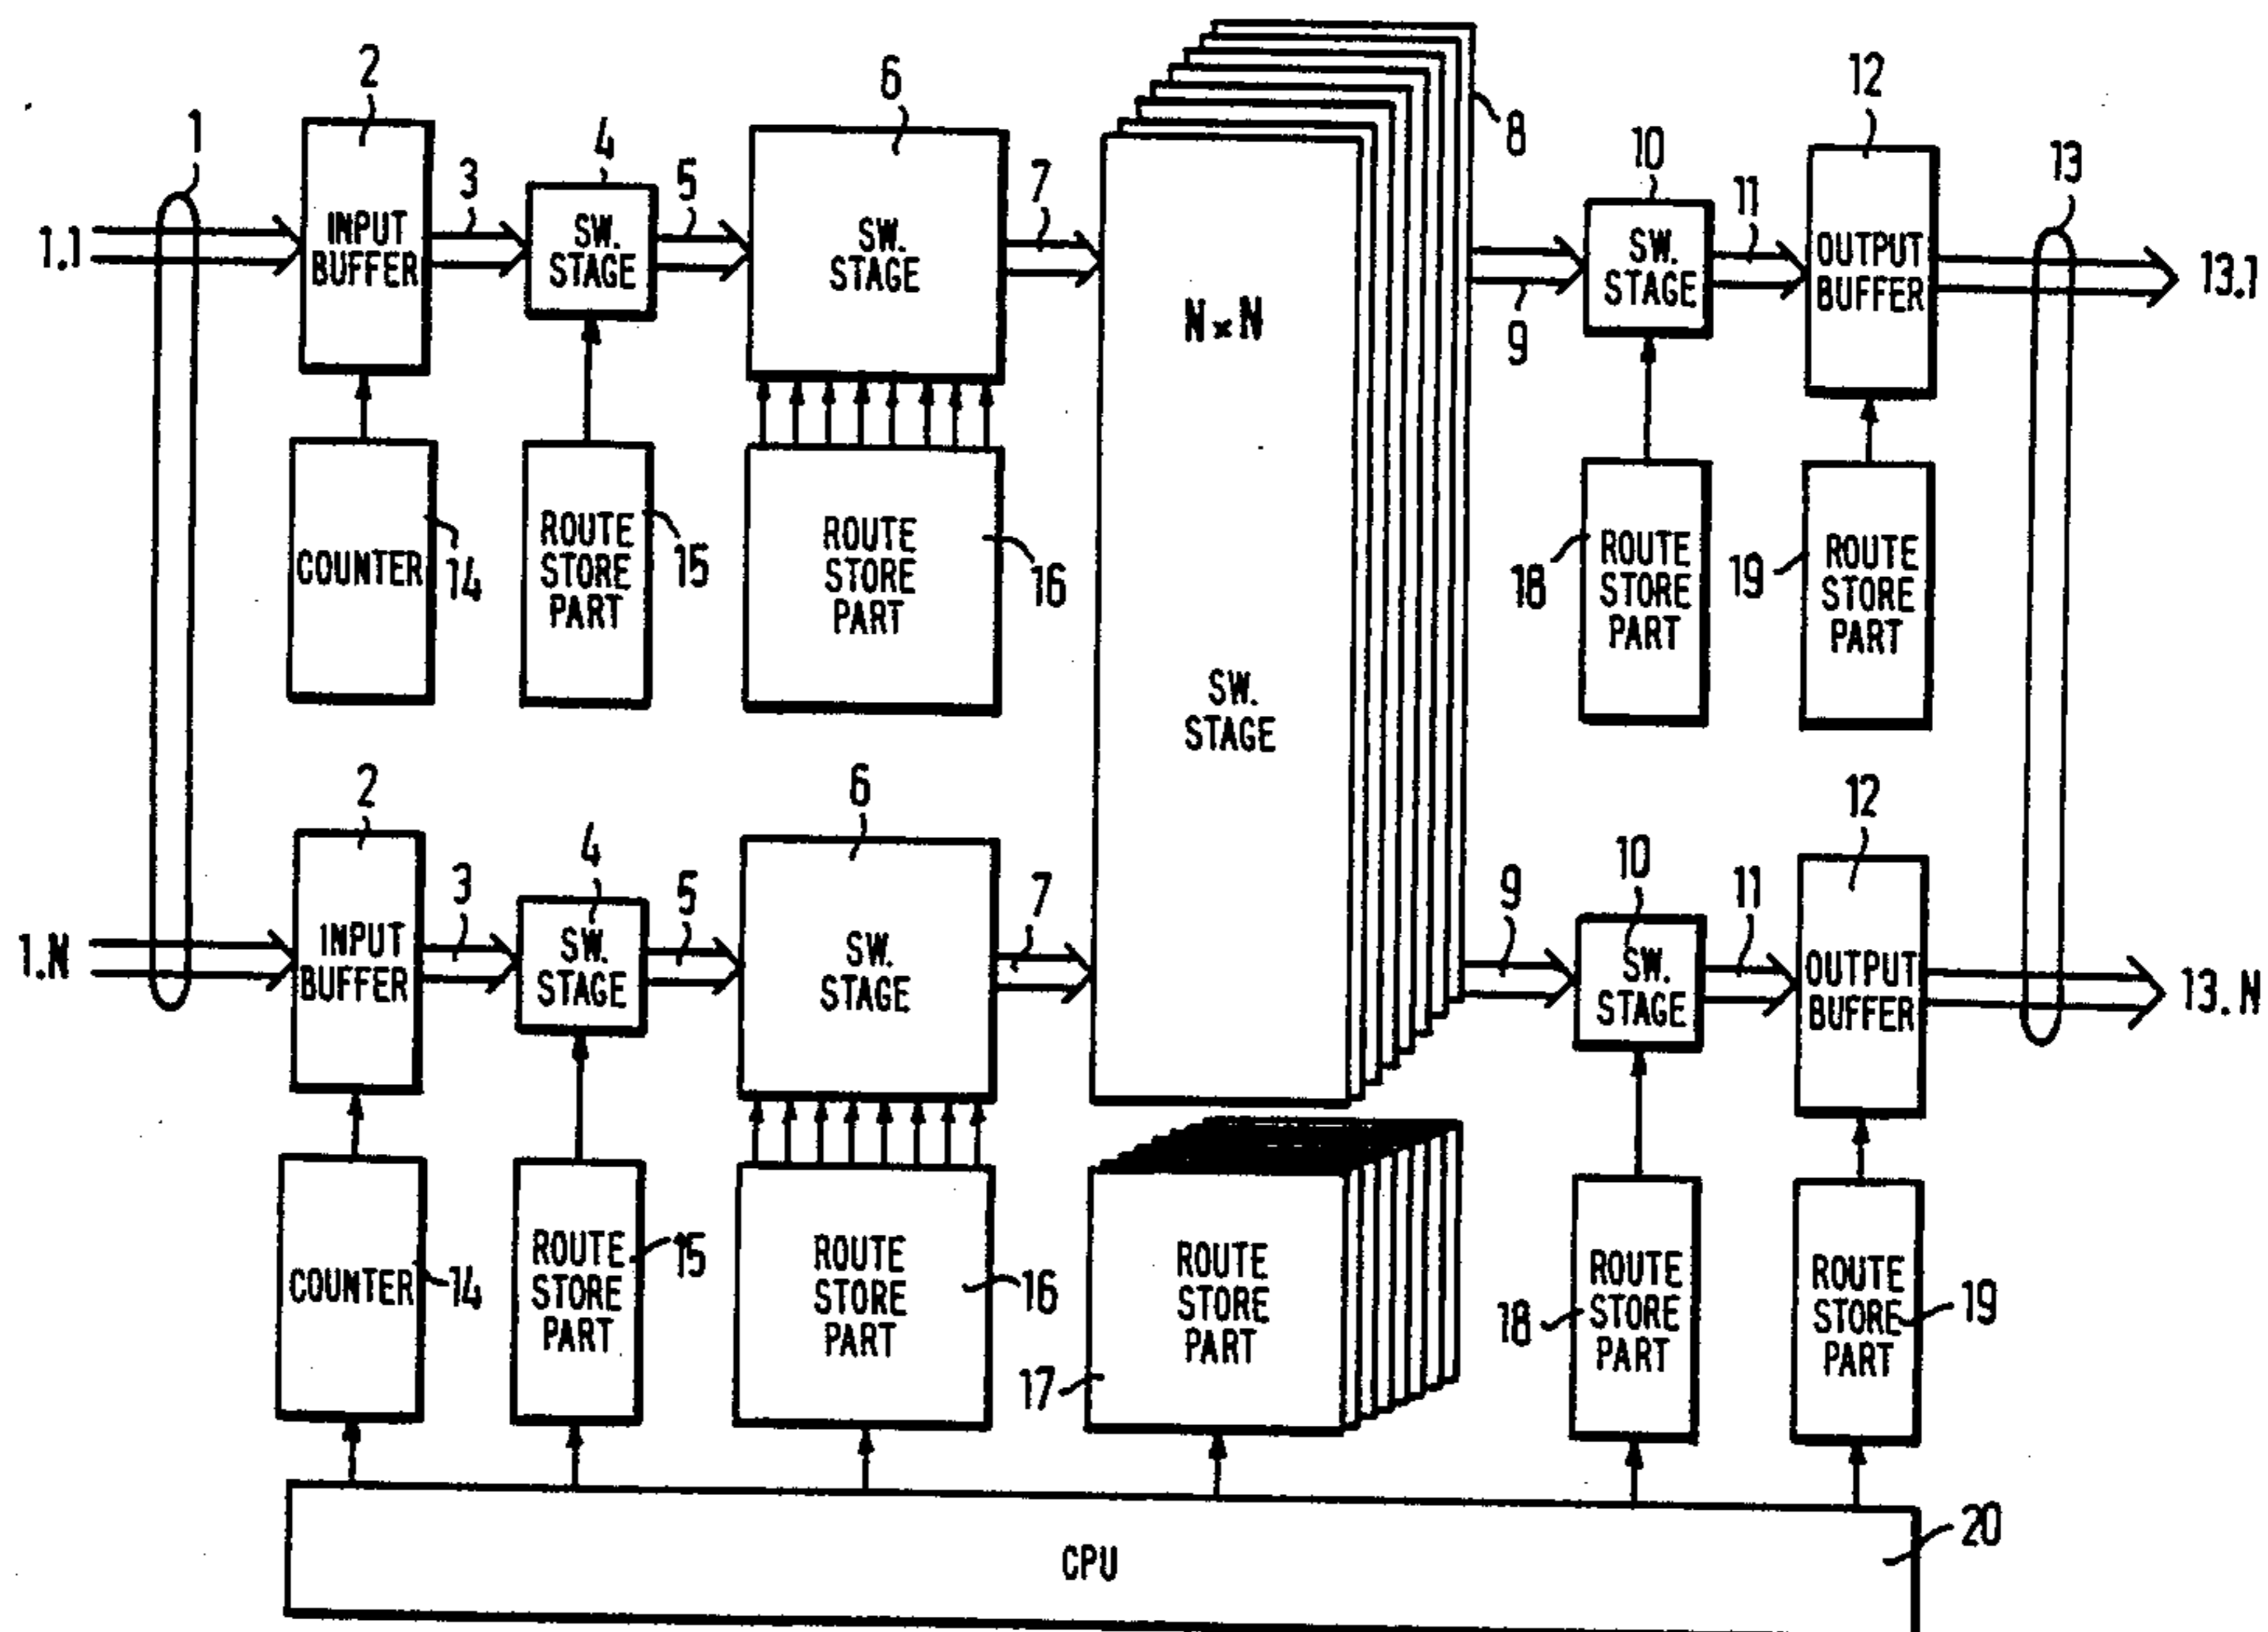 2
6
12
1
4
8
10
3
5
7
11
13
1.1
INPUT
BUFFER
SW.
STAGE
SW.
STAGE
N×N
9
SW.
STAGE
OUTPUT
BUFFER
13.1
COUNTER
14
ROUTE
STORE
PART
15
ROUTE
STORE
PART
16
SW.
STAGE
18
ROUTE
STORE
PART
19
ROUTE
STORE
PART
2
6
12
4
10
3
5
7
9
11
1.N
INPUT
BUFFER
SW.
STAGE
SW.
STAGE
SW.
STAGE
OUTPUT
BUFFER
13.N
COUNTER
14
ROUTE
STORE
PART
15
ROUTE
STORE
PART
16
17
ROUTE
STORE
PART
18
ROUTE
STORE
PART
ROUTE
STORE
PART
19
CPU
20